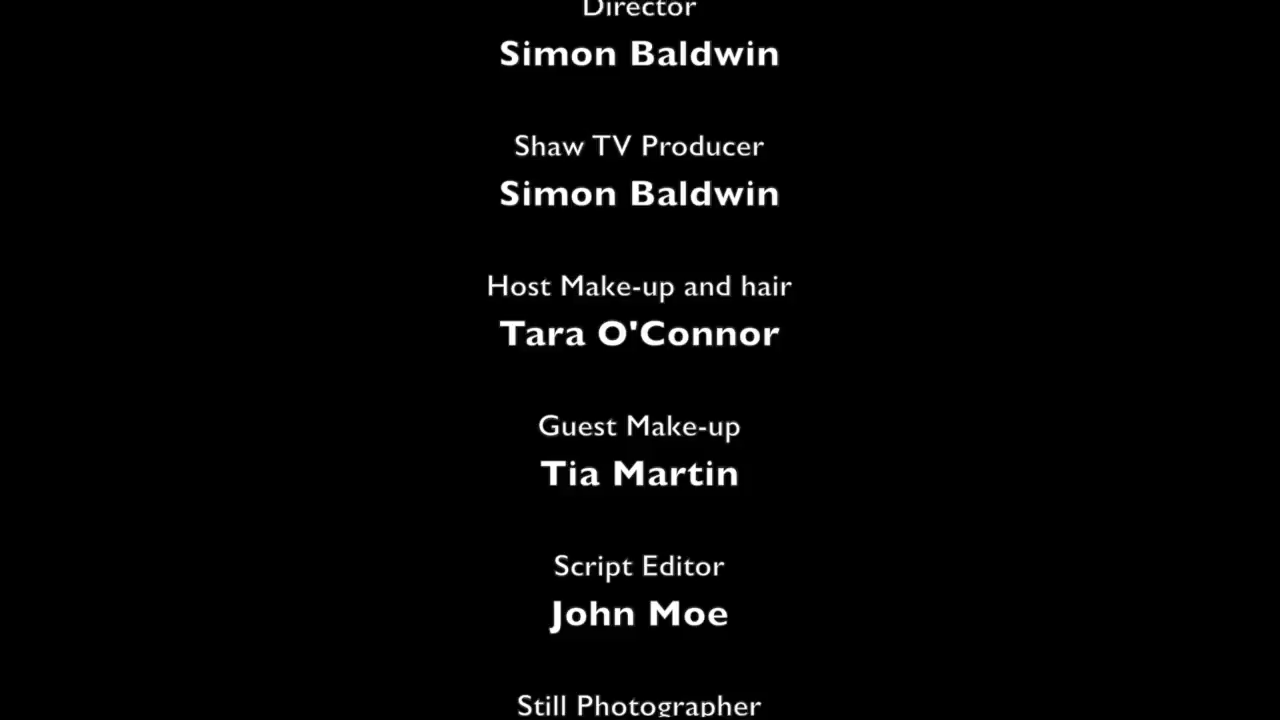 Director
Simon Baldwin
Shaw TV Producer
Simon Baldwin
Host Make-up and hair
Tara O'Connor
Guest Make-up
Tia Martin
Script Editor
John Moe
Still Photographer